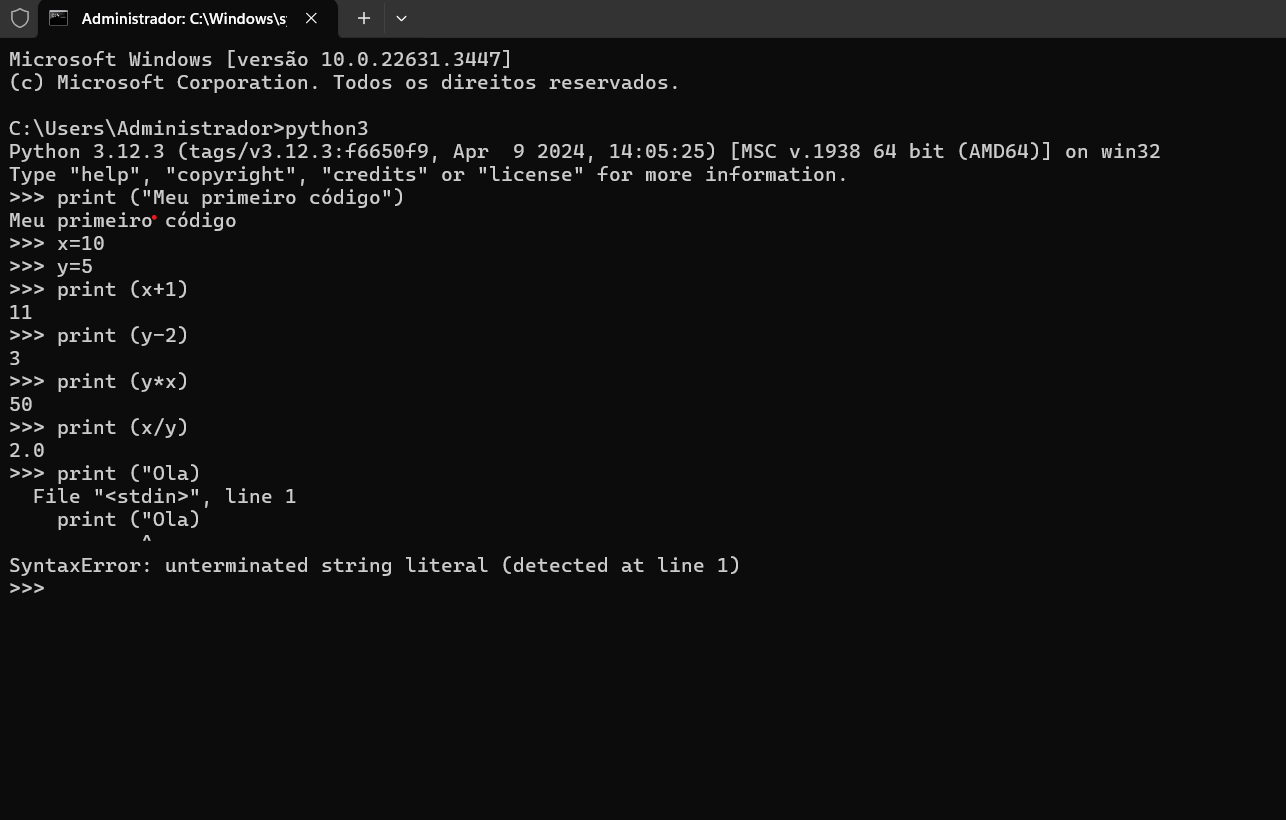 Administrador: C:\Windows\s
Microsoft Windows [versão 10.0.22631.3447]
(c) Microsoft Corporation. Todos os direitos reservados.
C:\Users\Administrador>python3
Python 3.12.3 (tags/v3.12.3:f6650f9, Apr  9 2024, 14:05:25) [MSC v.1938 64 bit (AMD64)] on win32
Type "help", "copyright", "credits" or "license" for more information.
>>> print ("Meu primeiro código")
Meu primeiro código
>>> x=10
>>> y=5
>>> print (x+1)
11
>>> print (y-2)
3
>>> print (y*x)
50
>>> print (x/y)
2.0
>>> print ("Ola)
  File "<stdin>", line 1
    print ("Ola)
           ^
SyntaxError: unterminated string literal (detected at line 1)
>>>